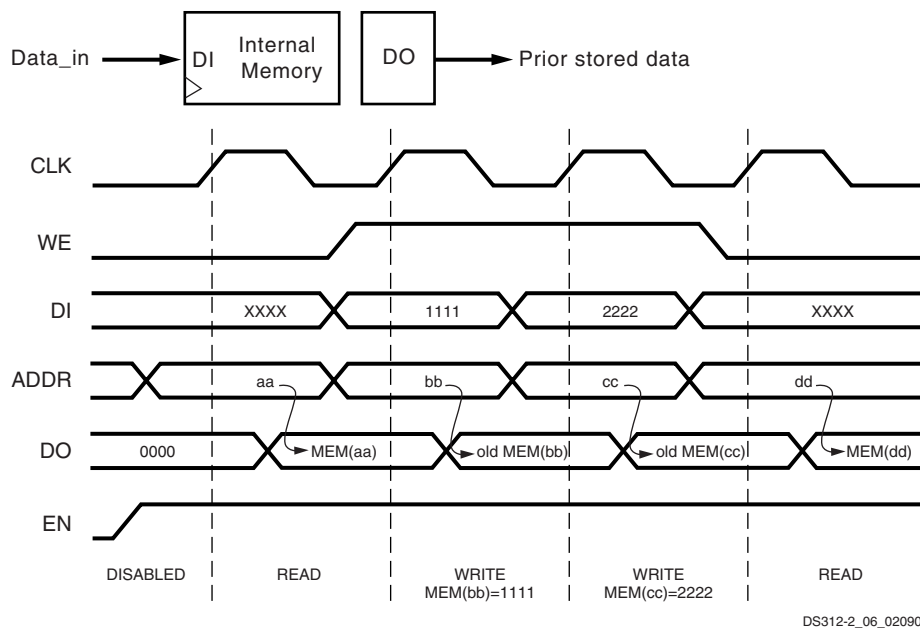 Data_in DI Internal Memory DO Prior stored data
CLK
WE
DI XXXX 1111 2222 XXXX
ADDR aa bb cc dd
DO 0000 MEM(aa) old MEM(bb) old MEM(cc) MEM(dd)
EN
DISABLED READ WRITE WRITE READ
MEM(bb)=1111 MEM(cc)=2222
DS312-2_06_02090